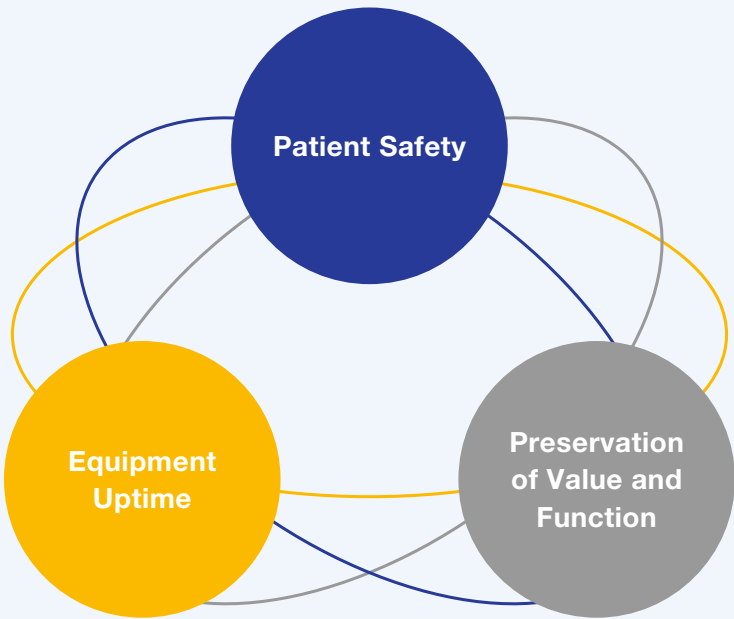 Patient Safety
Equipment
Uptime
Preservation
of Value and
Function